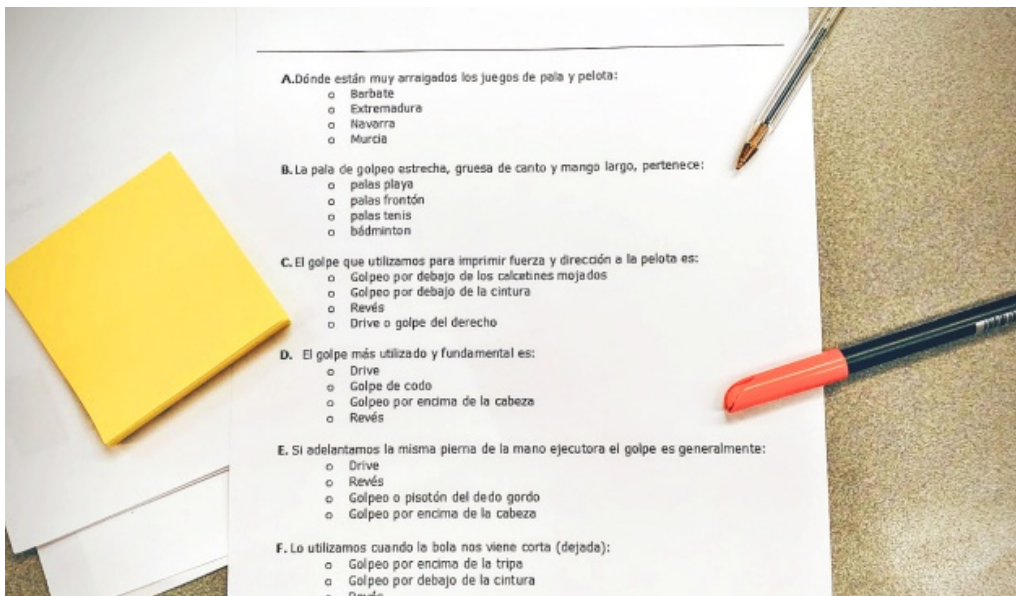 A.Dónde están muy arraigados los juegos de pala y pelota:
o Barbate
o Extremadura
o Navarra
o Murcia
B. La pala de golpeo estrecha, gruesa de canto y mango largo, pertenece:
o palas playa
o palas frontón
o palas tenis
o bádminton
C. El golpe que utilizamos para imprimir fuerza y dirección a la pelota es:
o Golpeo por debajo de los calcetines mojados
o Golpeo por debajo de la cintura
o Revés
o Drive o golpe del derecho
D. El golpe más utilizado y fundamental es:
o Drive
o Golpe de codo
o Golpeo por encima de la cabeza
o Revés
E. Si adelantamos la misma pierna de la mano ejecutora el golpe es generalmente:
o Drive
o Revés
o Golpeo o pisotón del dedo gordo
o Golpeo por encima de la cabeza
F. Lo utilizamos cuando la bola nos viene corta (dejada):
o Golpeo por encima de la tripa
o Golpeo por debajo de la cintura